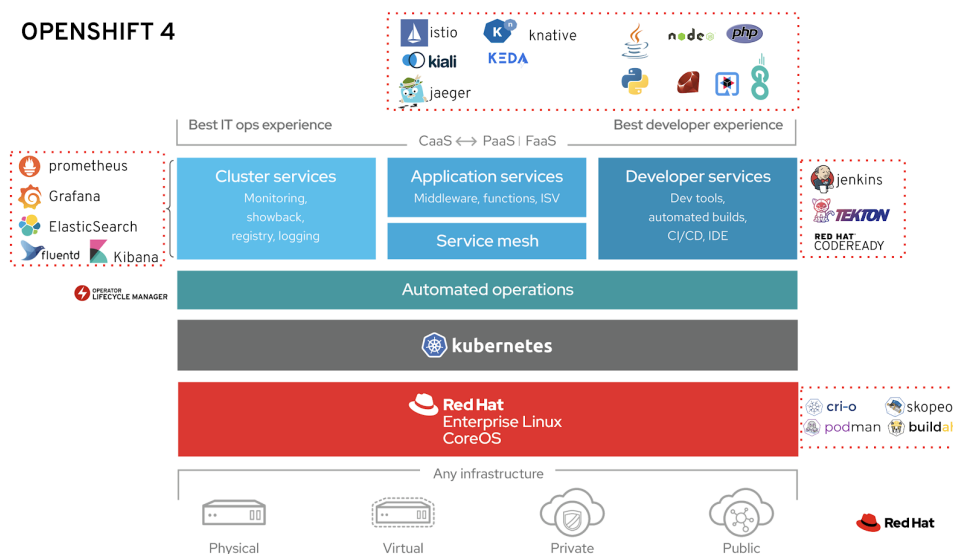 OPENSHIFT 4
istio
knative
kiali
KEDA
jaeger
node
php
GO
Best IT ops experience
Best developer experience
CaaS ↔ PaaS | FaaS
prometheus
Grafana
ElasticSearch
fluentd
Kibana
Cluster services
Monitoring,
showback,
registry, logging
Application services
Middleware, functions, ISV
Service mesh
Developer services
Dev tools,
automated builds,
CI/CD, IDE
jenkins
TEKTON
RED HAT
CODEREADY
OPERATOR
LIFECYCLE MANAGER
Automated operations
kubernetes
Red Hat
Enterprise Linux
CoreOS
cri-o
skopeo
podman
builda
Any infrastructure
Physical
Virtual
Private
Public
Red Hat